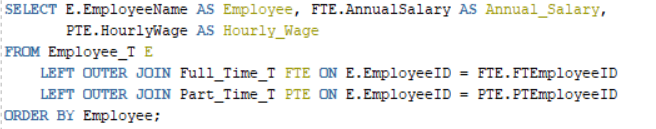 SELECT E.EmployeeName AS Employee, FTE.AnnualSalary AS Annual_Salary,
PTE.HourlyWage AS Hourly_Wage
FROM Employee_T E
LEFT OUTER JOIN Full_Time_T FTE ON E.EmployeeID = FTE.FTEmployeeID
LEFT OUTER JOIN Part_Time_T PTE ON E.EmployeeID = PTE.PTEmployeeID
ORDER BY Employee;